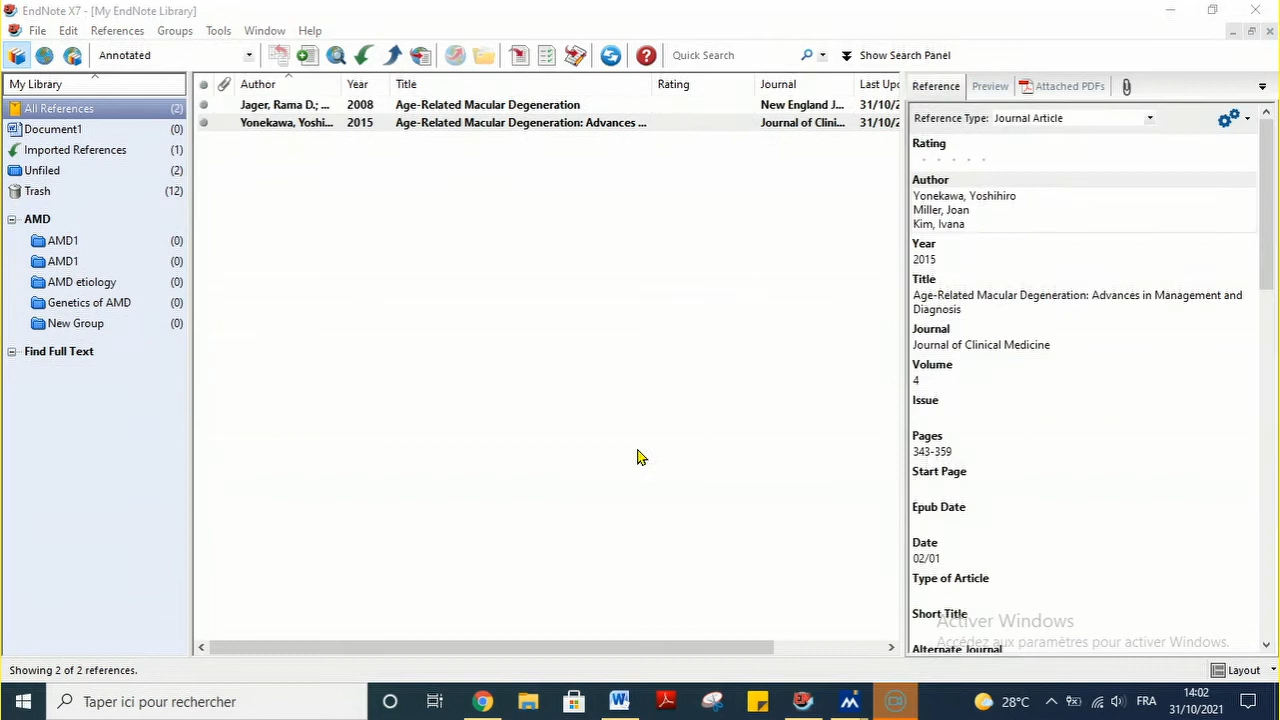 EndNote X7 - [My EndNote Library]
File Edit References Groups Tools Window Help
Annotated
Quick Search
Show Search Panel
My Library
All References (2)
Document1 (0)
Imported References (1)
Unfiled (2)
Trash (12)
AMD
AMD1 (0)
AMD1 (0)
AMD etiology (0)
Genetics of AMD (0)
New Group (0)
Find Full Text
Author Year Title Rating Journal Last Upc
Jager, Rama D.; ... 2008 Age-Related Macular Degeneration New England J... 31/10/2
Yonekawa, Yoshi... 2015 Age-Related Macular Degeneration: Advances ... Journal of Clini... 31/10/2
Reference Preview Attached PDFs
Reference Type: Journal Article
Rating
Author
Yonekawa, Yoshihiro
Miller, Joan
Kim, Ivana
Year
2015
Title
Age-Related Macular Degeneration: Advances in Management and
Diagnosis
Journal
Journal of Clinical Medicine
Volume
4
Issue
Pages
343-359
Start Page
Epub Date
Date
02/01
Type of Article
Short Title
Alternate Journal
Activer Windows
Accédez aux paramètres pour activer Windows.
Showing 2 of 2 references.
Layout
Taper ici pour rechercher
28°C
FRA
14:02
31/10/2021